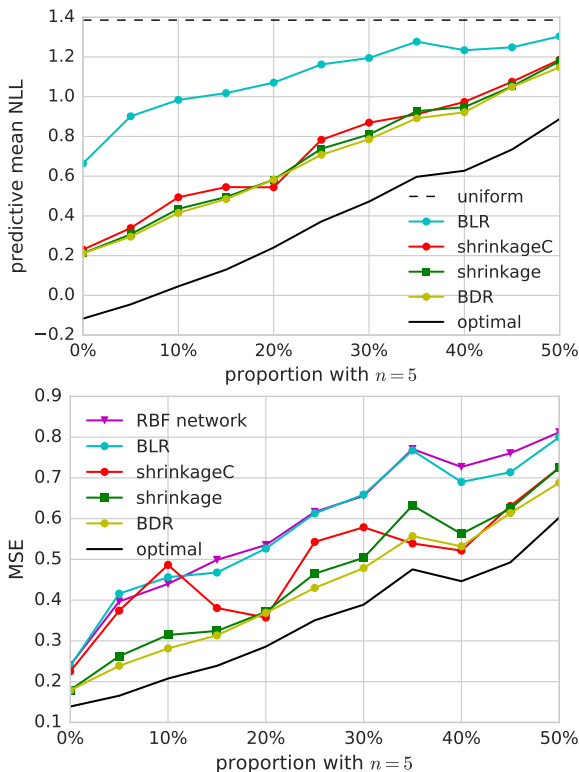 1.4
1.2
1.0
0.8
0.6
0.4
0.2
0.0
−0.2
predictive mean NLL
uniform
BLR
shrinkageC
shrinkage
BDR
optimal
0% 10% 20% 30% 40% 50%
proportion with n = 5
0.9
0.8
0.7
0.6
0.5
0.4
0.3
0.2
0.1
MSE
RBF network
BLR
shrinkageC
shrinkage
BDR
optimal
0% 10% 20% 30% 40% 50%
proportion with n = 5